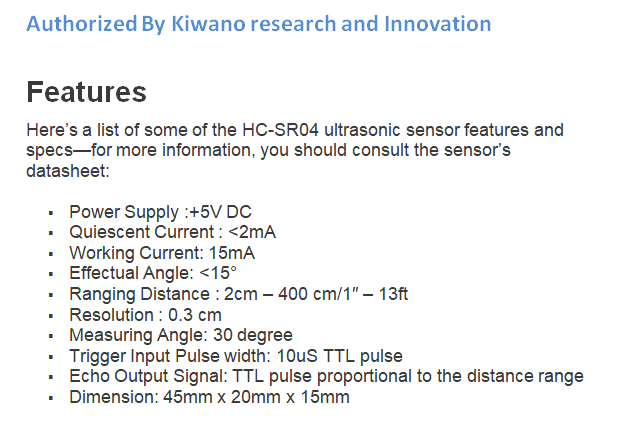 Authorized By Kiwano research and Innovation
Features
Here’s a list of some of the HC-SR04 ultrasonic sensor features and
specs—for more information, you should consult the sensor’s
datasheet:
▪ Power Supply :+5V DC
▪ Quiescent Current : <2mA
▪ Working Current: 15mA
▪ Effectual Angle: <15°
▪ Ranging Distance : 2cm – 400 cm/1″ – 13ft
▪ Resolution : 0.3 cm
▪ Measuring Angle: 30 degree
▪ Trigger Input Pulse width: 10uS TTL pulse
▪ Echo Output Signal: TTL pulse proportional to the distance range
▪ Dimension: 45mm x 20mm x 15mm